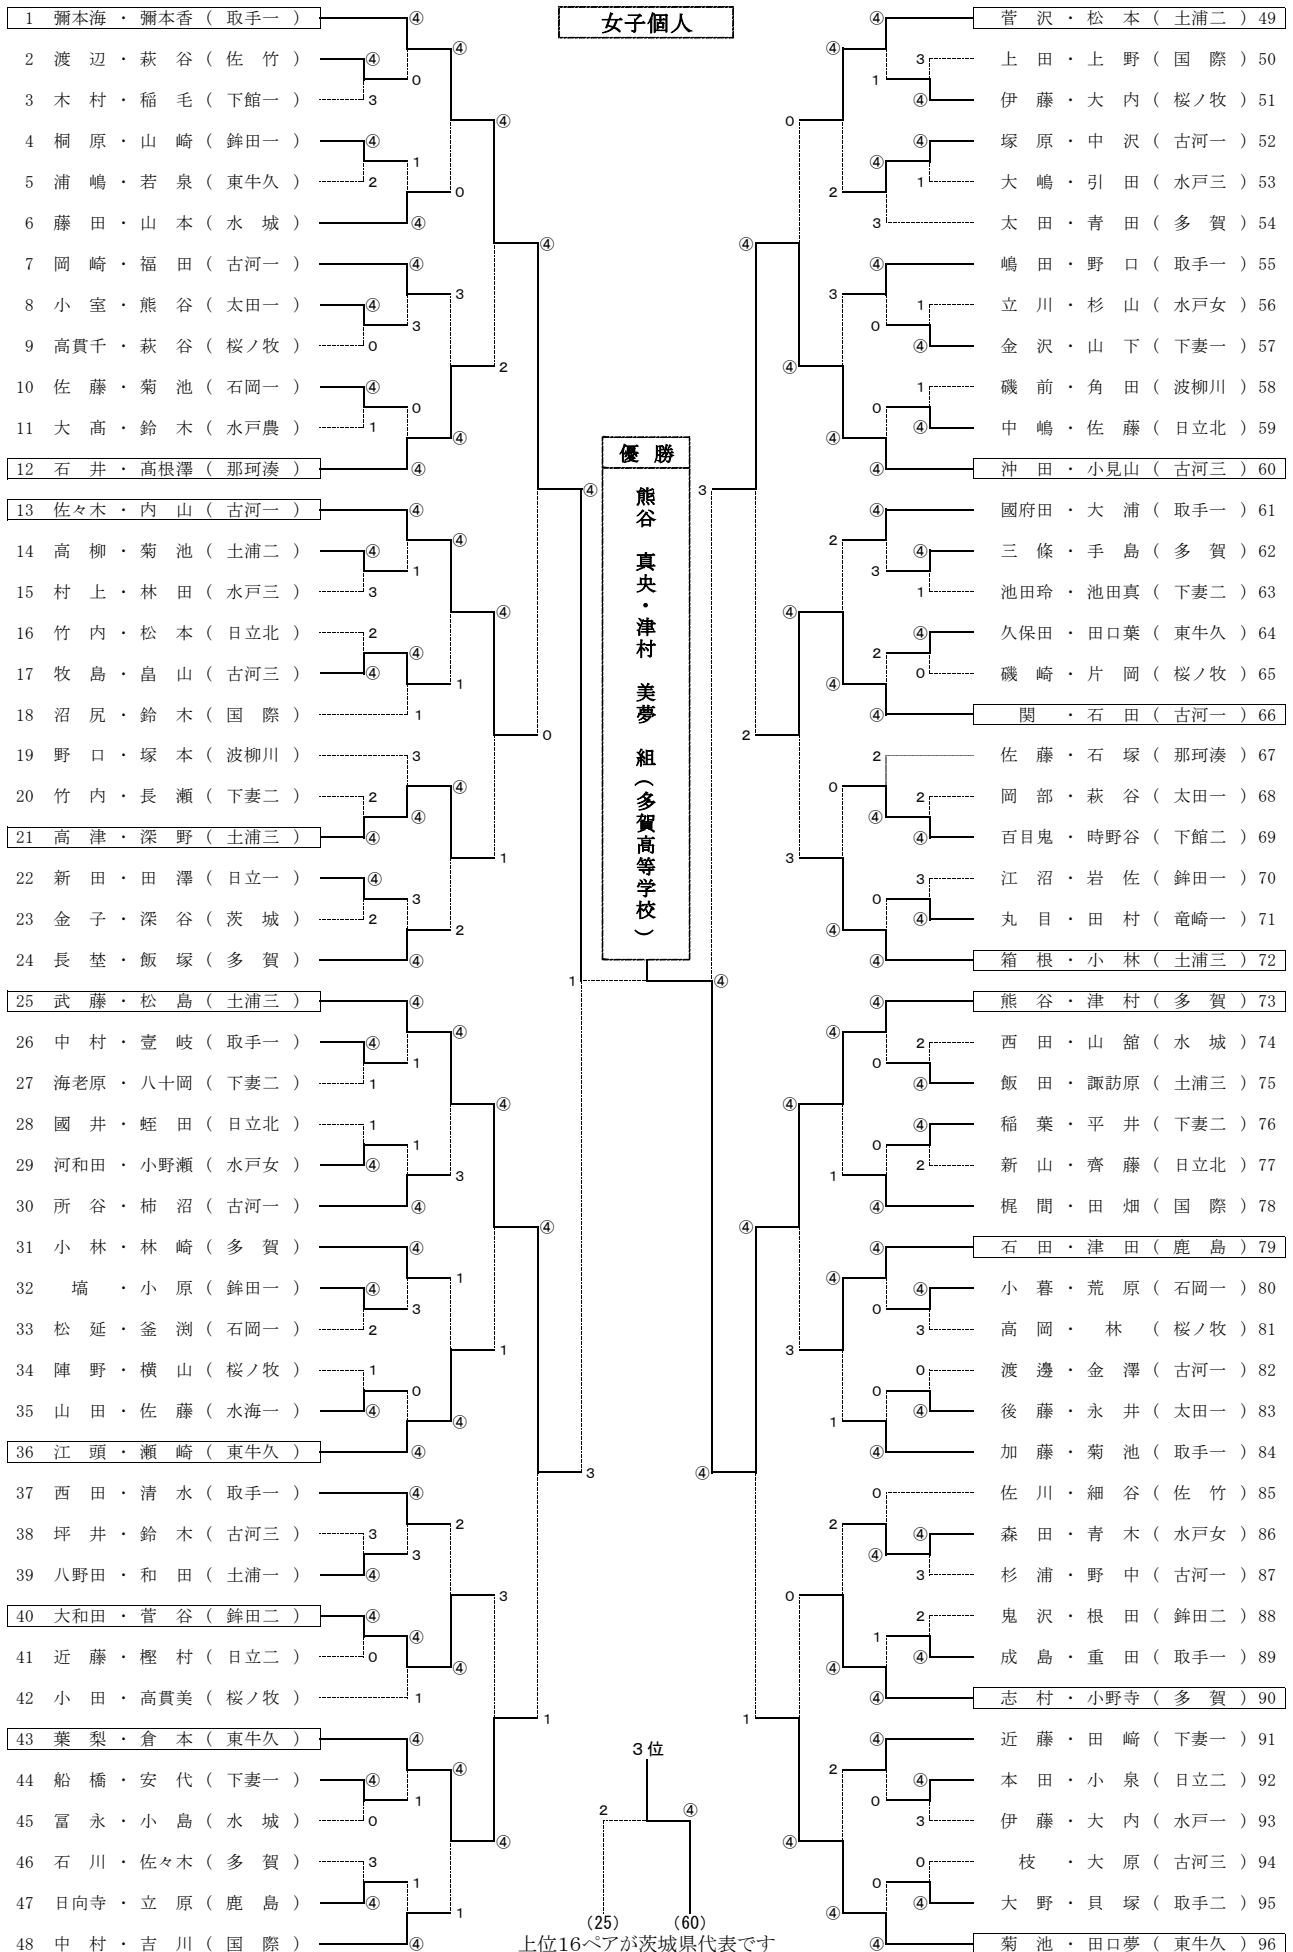 女子個人
1 彌本海・彌本香（取手一）
2 渡辺・萩谷（佐竹）
3 木村・稲毛（下館一）
4 桐原・山崎（鉾田一）
5 浦嶋・若泉（東牛久）
6 藤田・山本（水城）
7 岡崎・福田（古河一）
8 小室・熊谷（太田一）
9 高貫千・萩谷（桜ノ牧）
10 佐藤・菊池（石岡一）
11 大髙・鈴木（水戸農）
12 石井・髙根澤（那珂湊）
13 佐々木・内山（古河一）
14 高柳・菊池（土浦二）
15 村上・林田（水戸三）
16 竹内・松本（日立北）
17 牧島・畠山（古河三）
18 沼尻・鈴木（国際）
19 野口・塚本（波柳川）
20 竹内・長瀬（下妻二）
21 高津・深野（土浦三）
22 新田・田澤（日立一）
23 金子・深谷（茨城）
24 長埜・飯塚（多賀）
25 武藤・松島（土浦三）
26 中村・壹岐（取手一）
27 海老原・八十岡（下妻二）
28 國井・蛭田（日立北）
29 河和田・小野瀬（水戸女）
30 所谷・柿沼（古河一）
31 小林・林崎（多賀）
32 塙・小原（鉾田一）
33 松延・釜渕（石岡一）
34 陣野・横山（桜ノ牧）
35 山田・佐藤（水海一）
36 江頭・瀬崎（東牛久）
37 西田・清水（取手一）
38 坪井・鈴木（古河三）
39 八野田・和田（土浦一）
40 大和田・菅谷（鉾田二）
41 近藤・樫村（日立二）
42 小田・高貫美（桜ノ牧）
43 葉梨・倉本（東牛久）
44 船橋・安代（下妻一）
45 冨永・小島（水城）
46 石川・佐々木（多賀）
47 日向寺・立原（鹿島）
48 中村・吉川（国際）
優勝
熊谷 真央・津村 美夢 組（多賀高等学校）
3位
2 ④
(25) (60)
上位16ペアが茨城県代表です
菅沢・松本（土浦二）49
上田・上野（国際）50
伊藤・大内（桜ノ牧）51
塚原・中沢（古河一）52
大嶋・引田（水戸三）53
太田・青田（多賀）54
嶋田・野口（取手一）55
立川・杉山（水戸女）56
金沢・山下（下妻一）57
磯前・角田（波柳川）58
中嶋・佐藤（日立北）59
沖田・小見山（古河三）60
國府田・大浦（取手一）61
三條・手島（多賀）62
池田玲・池田真（下妻二）63
久保田・田口葉（東牛久）64
磯崎・片岡（桜ノ牧）65
関・石田（古河一）66
佐藤・石塚（那珂湊）67
岡部・萩谷（太田一）68
百目鬼・時野谷（下館二）69
江沼・岩佐（鉾田一）70
丸目・田村（竜崎一）71
箱根・小林（土浦三）72
熊谷・津村（多賀）73
西田・山舘（水城）74
飯田・諏訪原（土浦三）75
稲葉・平井（下妻二）76
新山・齊藤（日立北）77
梶間・田畑（国際）78
石田・津田（鹿島）79
小暮・荒原（石岡一）80
高岡・林（桜ノ牧）81
渡邊・金澤（古河一）82
後藤・永井（太田一）83
加藤・菊池（取手一）84
佐川・細谷（佐竹）85
森田・青木（水戸女）86
杉浦・野中（古河一）87
鬼沢・根田（鉾田二）88
成島・重田（取手一）89
志村・小野寺（多賀）90
近藤・田﨑（下妻一）91
本田・小泉（日立二）92
伊藤・大内（水戸一）93
枝・大原（古河三）94
大野・貝塚（取手二）95
菊池・田口夢（東牛久）96